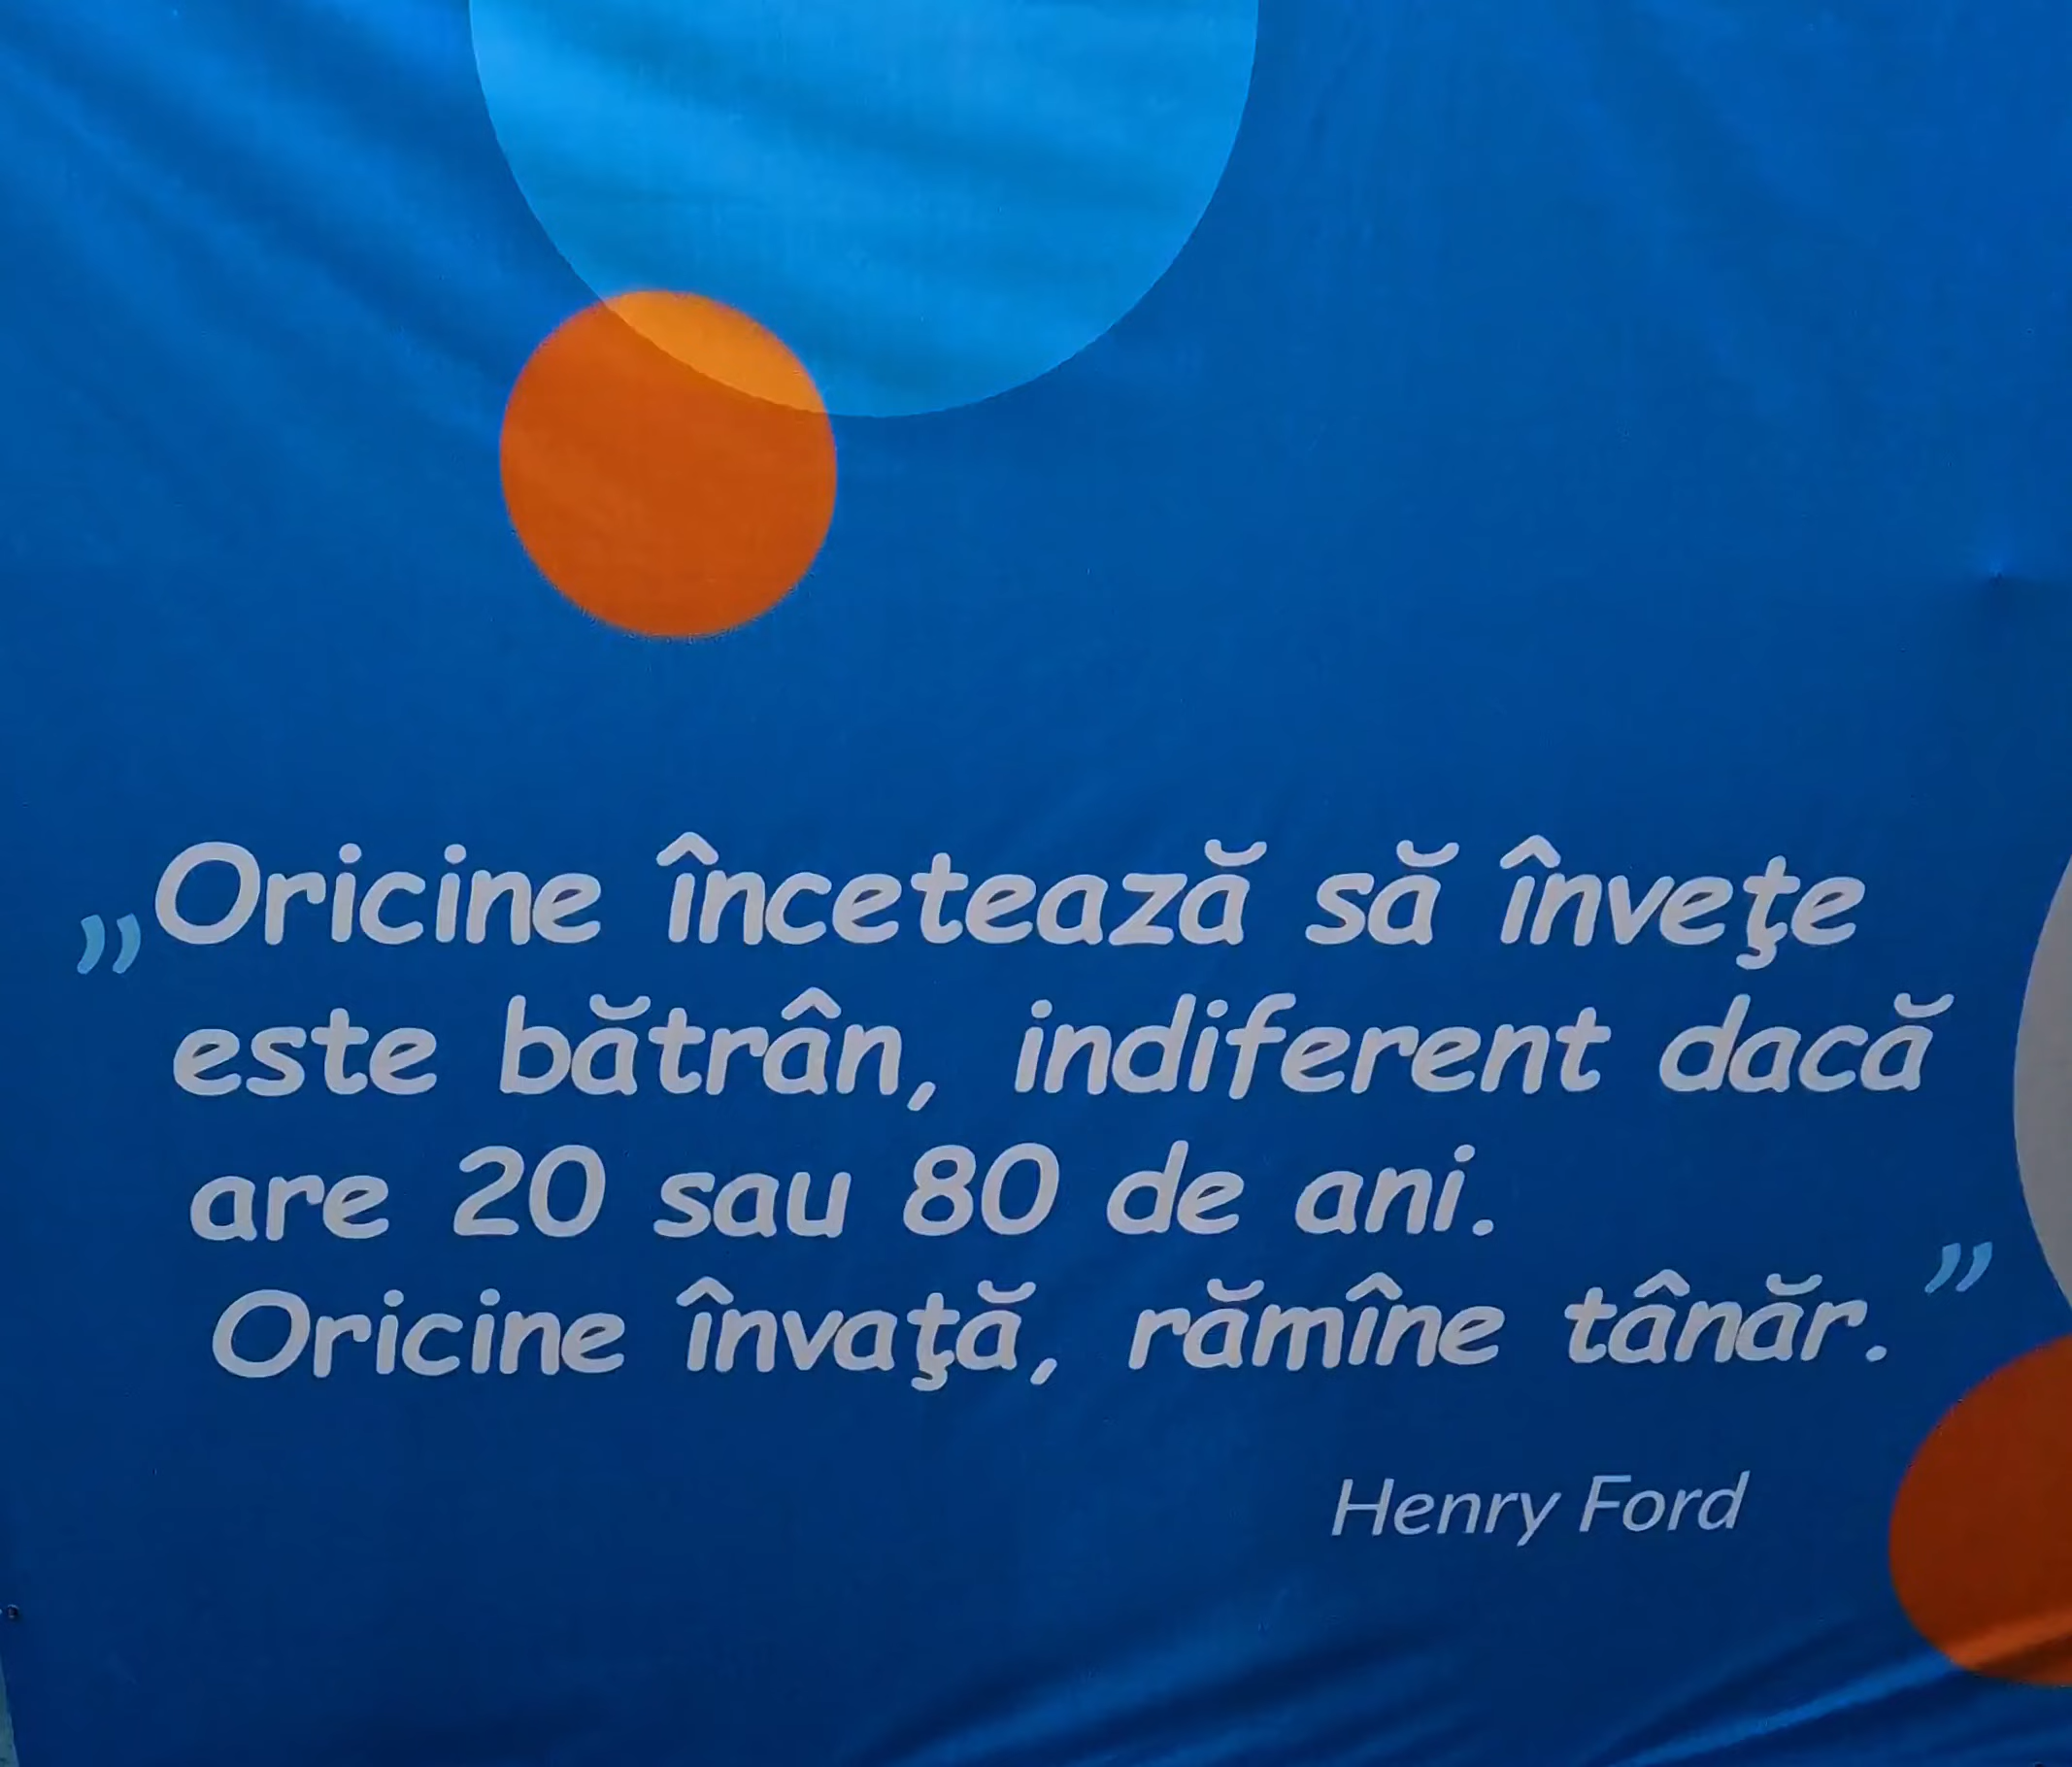 „Oricine încetează să înveţe
este bătrân, indiferent dacă
are 20 sau 80 de ani.
Oricine învaţă, rămîne tânăr.”
Henry Ford